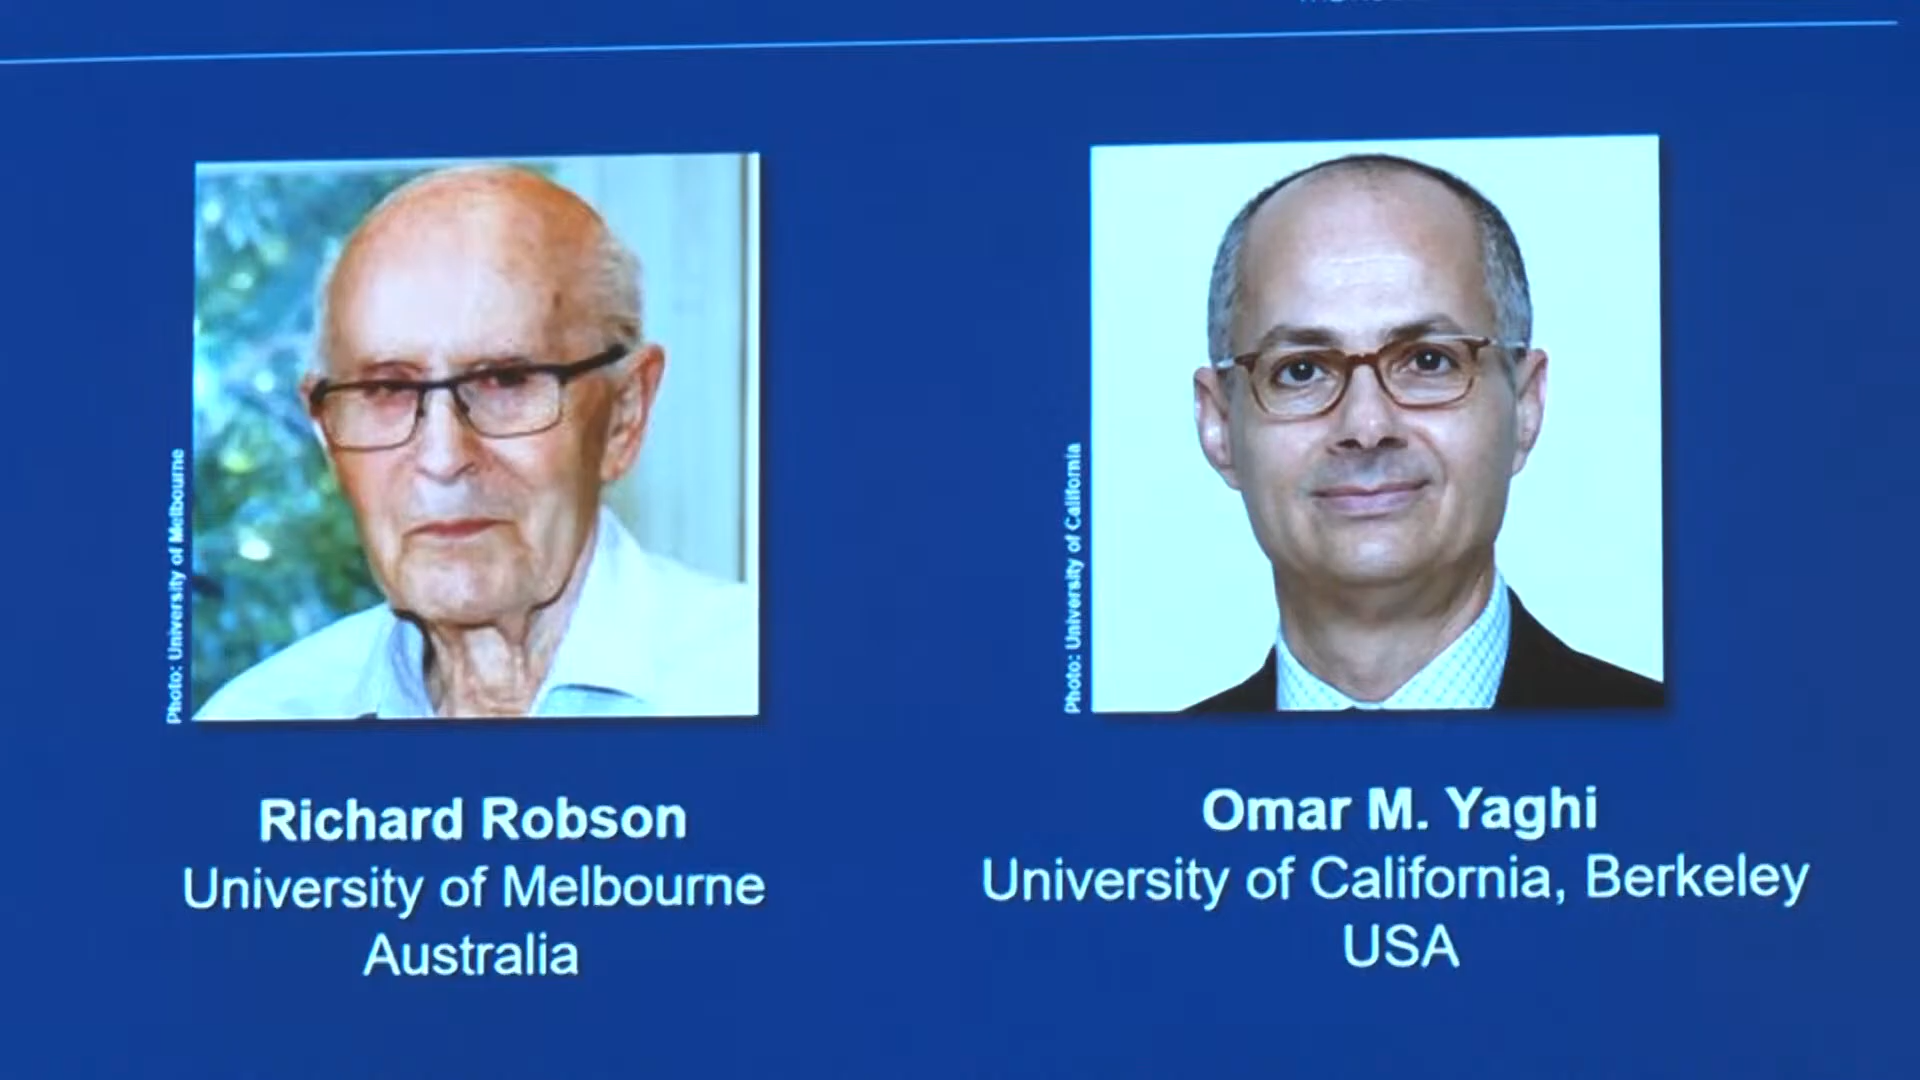 Photo: University of Melbourne
Richard Robson
University of Melbourne
Australia
Photo: University of California
Omar M. Yaghi
University of California, Berkeley
USA